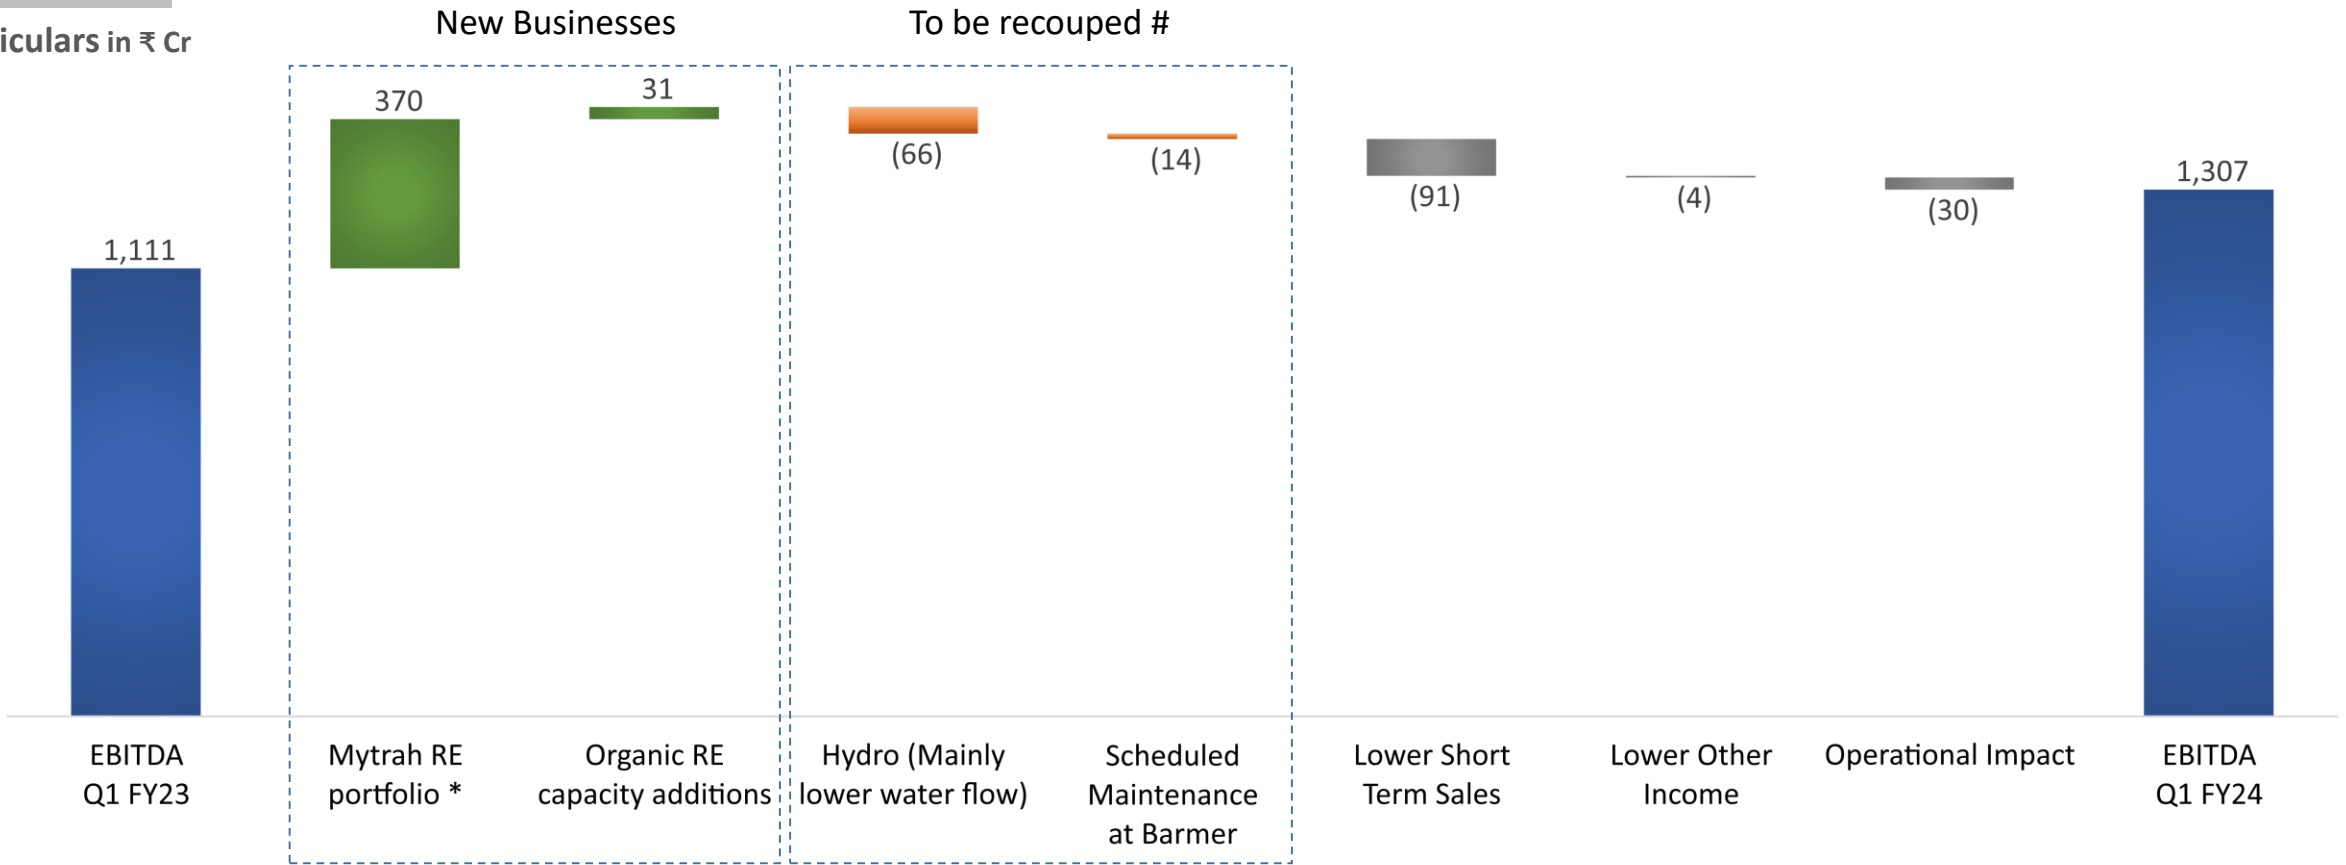 New Businesses
To be recouped #
in ₹ Cr
370
31
(66)
(14)
(91)
(4)
(30)
1,111
1,307
EBITDA
Q1 FY23
Mytrah RE
portfolio *
Organic RE
capacity additions
Hydro (Mainly
lower water flow)
Scheduled
Maintenance
at Barmer
Lower Short
Term Sales
Lower Other
Income
Operational Impact
EBITDA
Q1 FY24